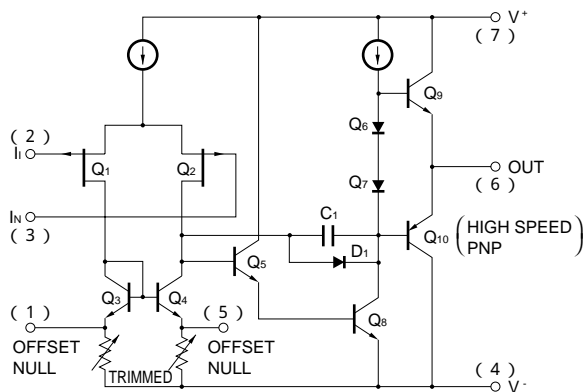 V+
(7)
Q9
Q6
(2)
II
Q1
Q2
Q7
OUT
(6)
IN
(3)
C1
Q10
(HIGH SPEED
PNP)
D1
Q5
Q3
Q4
Q8
(1)
(5)
OFFSET
NULL
TRIMMED
OFFSET
NULL
(4)
V-